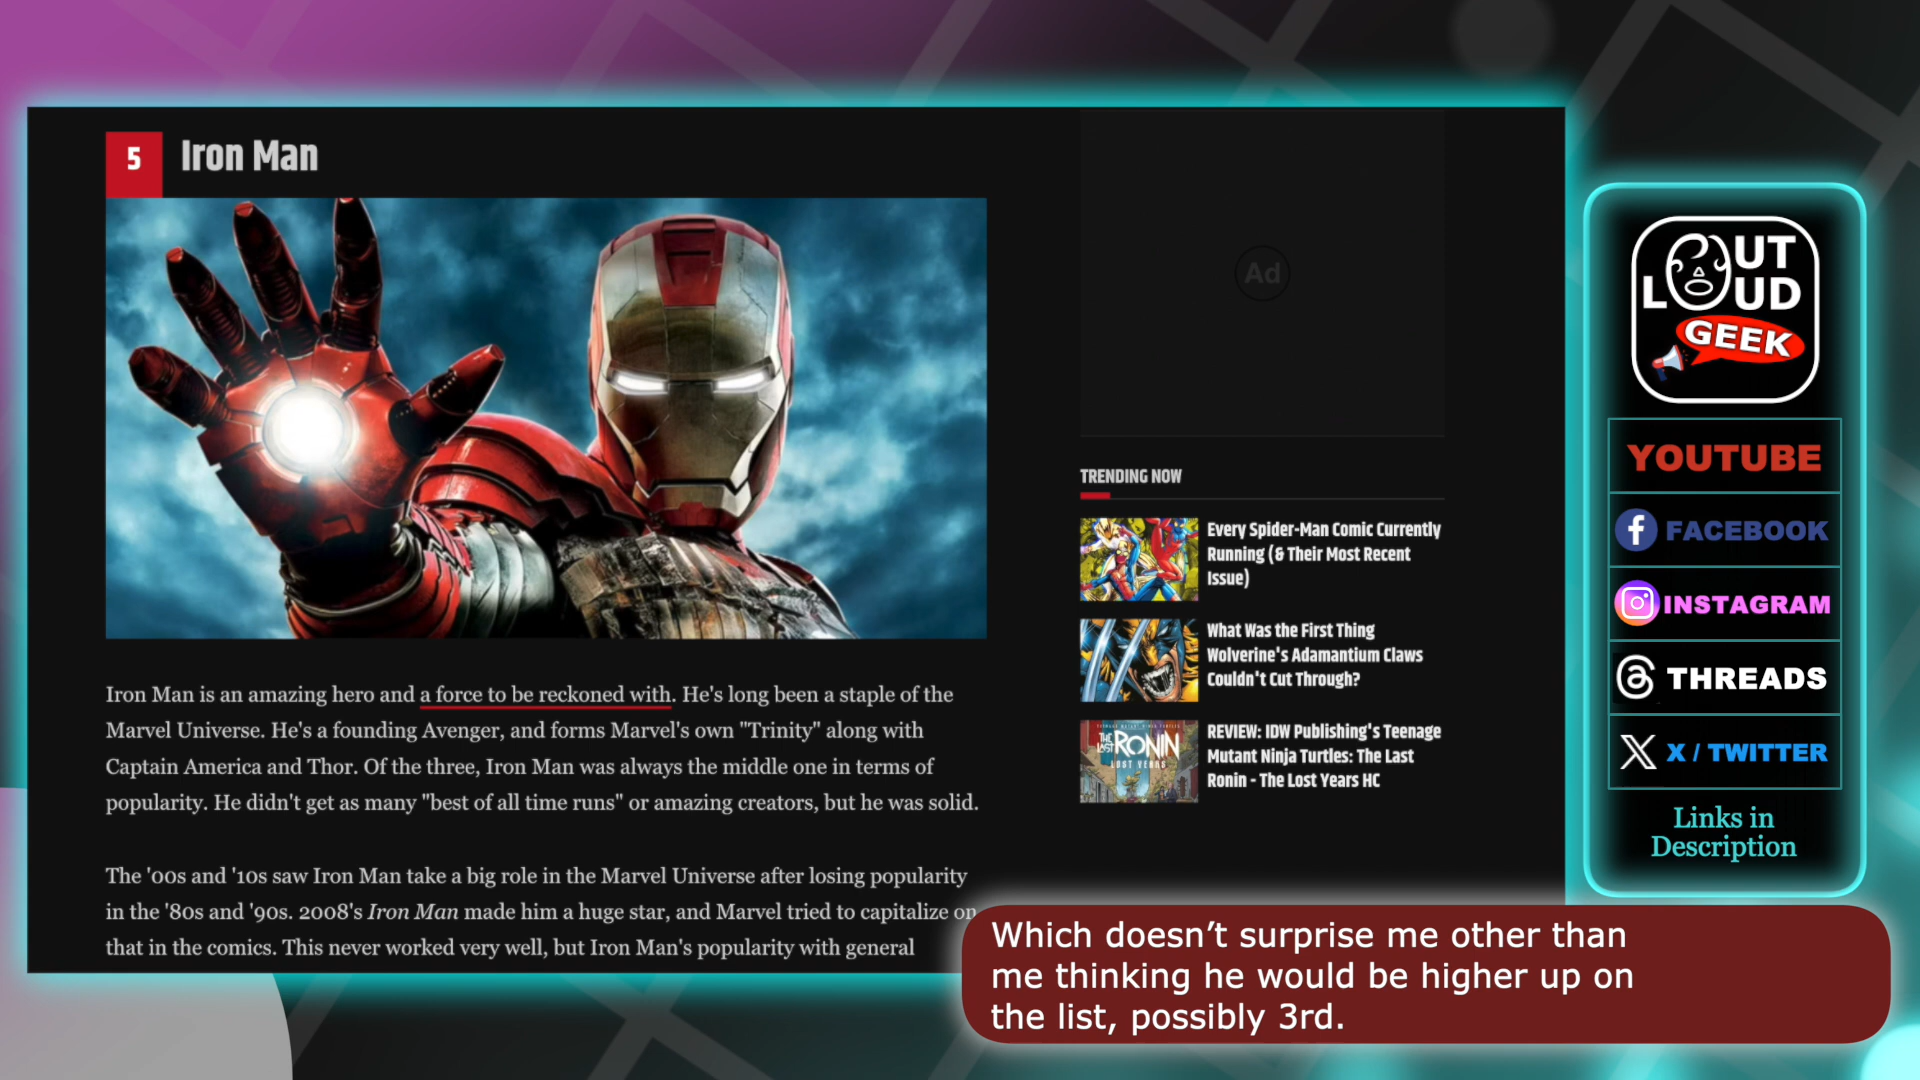 5 Iron Man
Iron Man is an amazing hero and a force to be reckoned with. He's long been a staple of the
Marvel Universe. He's a founding Avenger, and forms Marvel's own "Trinity" along with
Captain America and Thor. Of the three, Iron Man was always the middle one in terms of
popularity. He didn't get as many "best of all time runs" or amazing creators, but he was solid.
The '00s and '10s saw Iron Man take a big role in the Marvel Universe after losing popularity
in the '80s and '90s. 2008's Iron Man made him a huge star, and Marvel tried to capitalize on
that in the comics. This never worked very well, but Iron Man's popularity with general
Ad
TRENDING NOW
Every Spider-Man Comic Currently
Running (& Their Most Recent
Issue)
What Was the First Thing
Wolverine's Adamantium Claws
Couldn't Cut Through?
THE LAST RONIN
LOST YEARS
REVIEW: IDW Publishing's Teenage
Mutant Ninja Turtles: The Last
Ronin - The Lost Years HC
OUT
LOUD
GEEK
YOUTUBE
FACEBOOK
INSTAGRAM
THREADS
X / TWITTER
Links in
Description
Which doesn’t surprise me other than
me thinking he would be higher up on
the list, possibly 3rd.